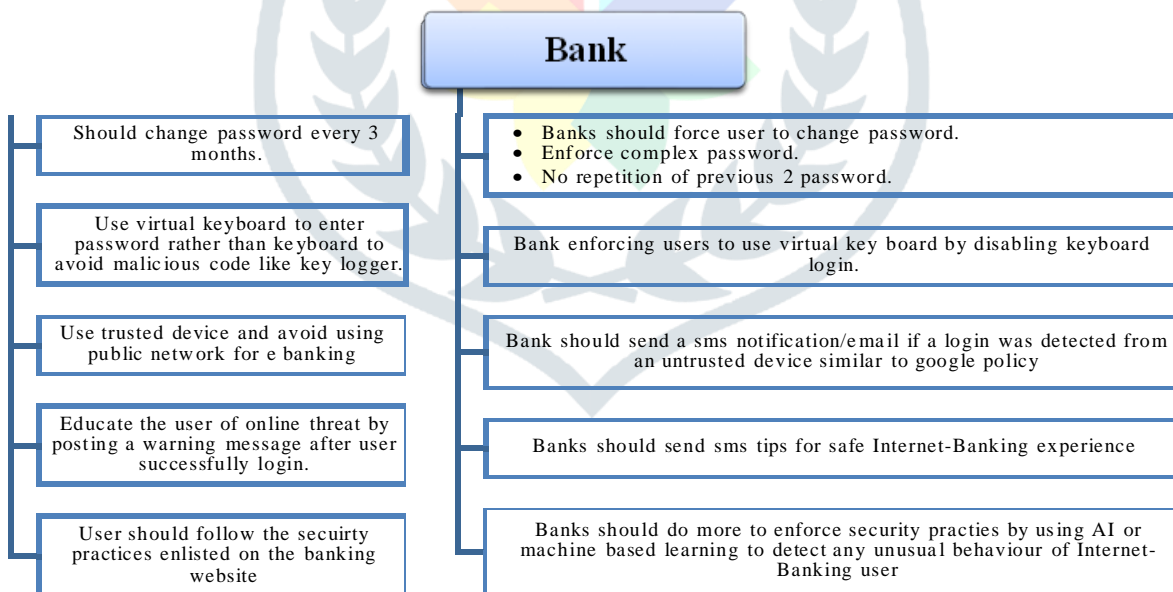 Bank
Should change password every 3
months.
Use virtual keyboard to enter
password rather than keyboard to
avoid malicious code like key logger.
Use trusted device and avoid using
public network for e banking
Educate the user of online threat by
posting a warning message after user
successfully login.
User should follow the secuirty
practices enlisted on the banking
website
• Banks should force user to change password.
• Enforce complex password.
• No repetition of previous 2 password.
Bank enforcing users to use virtual key board by disabling keyboard
login.
Bank should send a sms notification/email if a login was detected from
an untrusted device similar to google policy
Banks should send sms tips for safe Internet-Banking experience
Banks should do more to enforce security practies by using AI or
machine based learning to detect any unusual behaviour of Internet-
Banking user